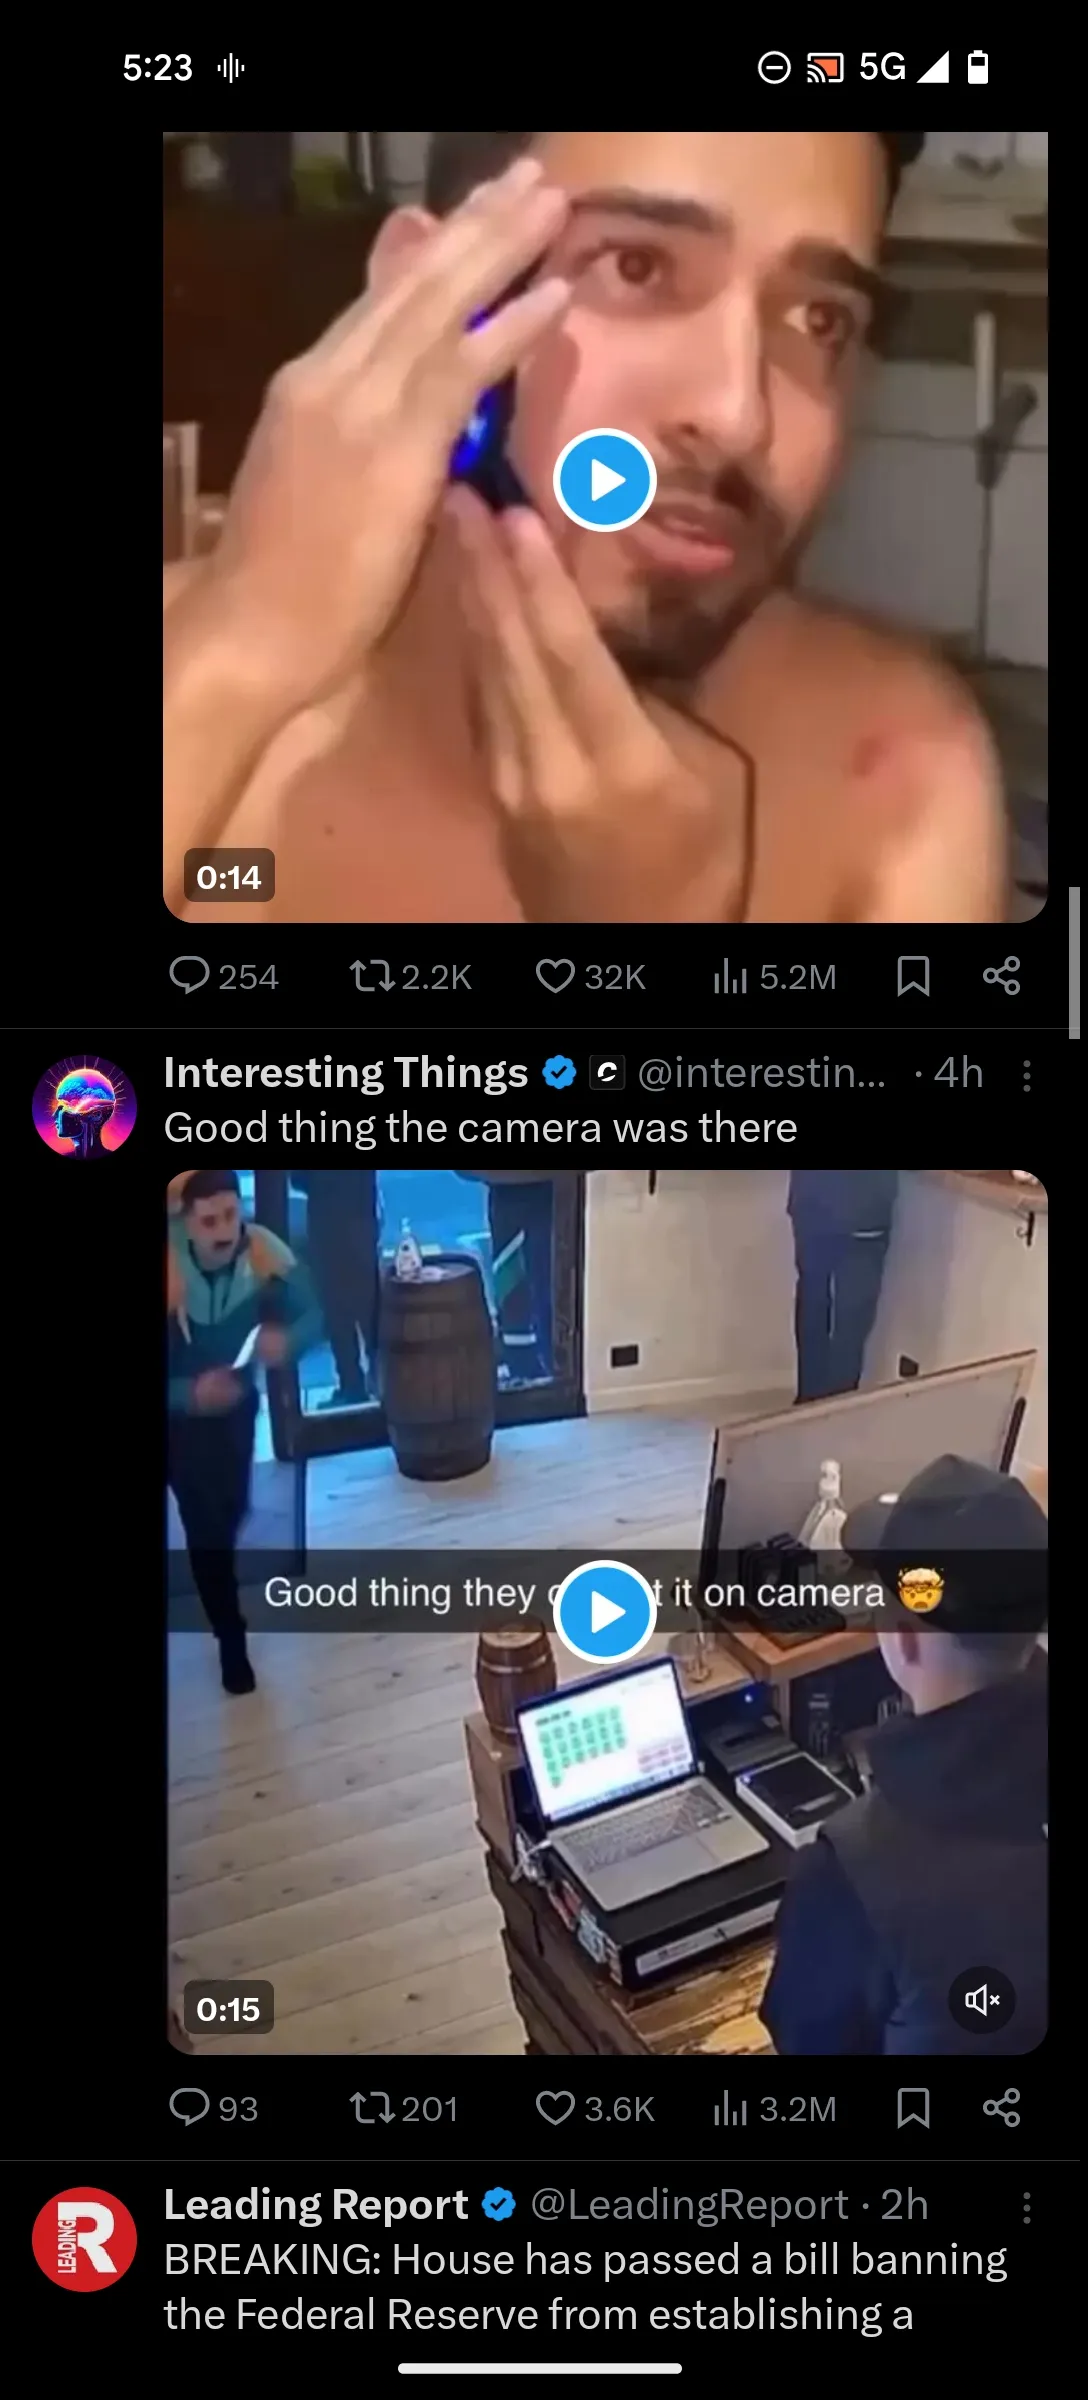 5:23
5G
0:14
254
2.2K
32K
5.2M
Interesting Things @interestin... · 4h
Good thing the camera was there
Good thing they it on camera 🤯
0:15
93
201
3.6K
3.2M
LEADING R
Leading Report @LeadingReport · 2h
BREAKING: House has passed a bill banning
the Federal Reserve from establishing a